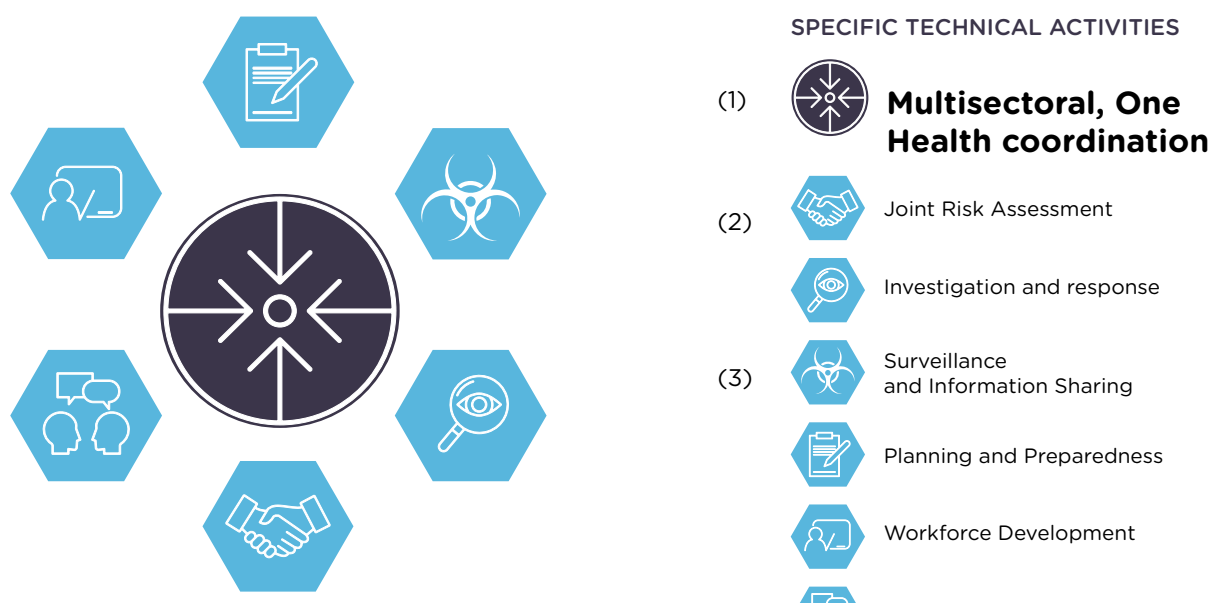 SPECIFIC TECHNICAL ACTIVITIES
(1)
Multisectoral, One
Health coordination
(2)
Joint Risk Assessment
Investigation and response
(3)
Surveillance
and Information Sharing
Planning and Preparedness
Workforce Development